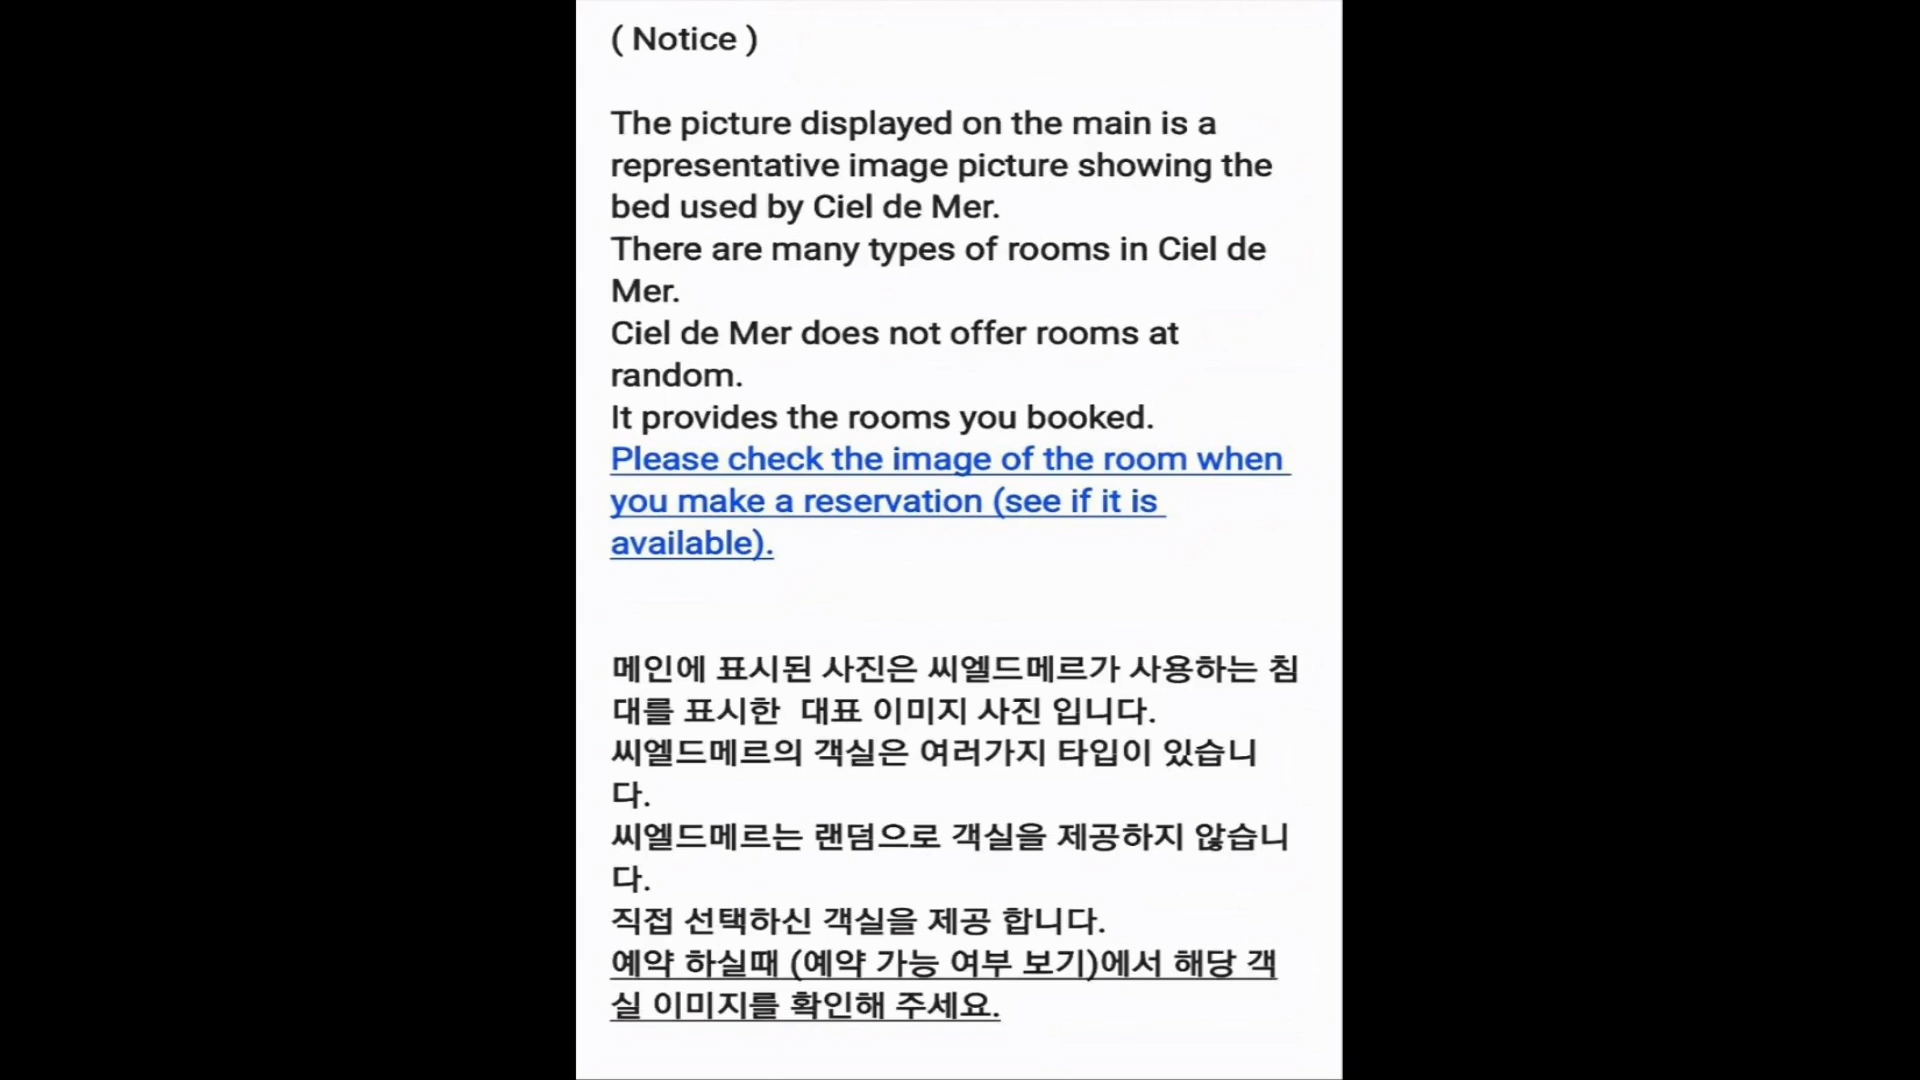 ( Notice )
The picture displayed on the main is a
representative image picture showing the
bed used by Ciel de Mer.
There are many types of rooms in Ciel de
Mer.
Ciel de Mer does not offer rooms at
random.
It provides the rooms you booked.
Please check the image of the room when
you make a reservation (see if it is
available).
메인에 표시된 사진은 씨엘드메르가 사용하는 침
대를 표시한  대표 이미지 사진 입니다.
씨엘드메르의 객실은 여러가지 타입이 있습니
다.
씨엘드메르는 랜덤으로 객실을 제공하지 않습니
다.
직접 선택하신 객실을 제공 합니다.
예약 하실때 (예약 가능 여부 보기)에서 해당 객
실 이미지를 확인해 주세요.